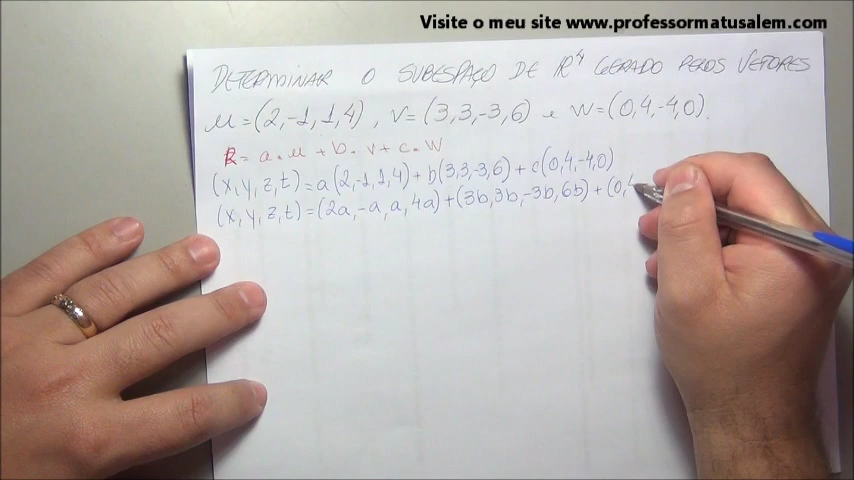 Visite o meu site www.professormatusalem.com
DETERMINAR O SUBESPAÇO DE R⁴ GERADO PELOS VETORES
u=(2,-1,1,4), v=(3,3,-3,6) e w=(0,4,-4,0).
R= a.u + b.v + c.w
(x,y,z,t)=a(2,-1,1,4)+b(3,3,-3,6)+c(0,4,-4,0)
(x,y,z,t)=(2a,-a,a,4a)+(3b,3b,-3b,6b)+(0,4